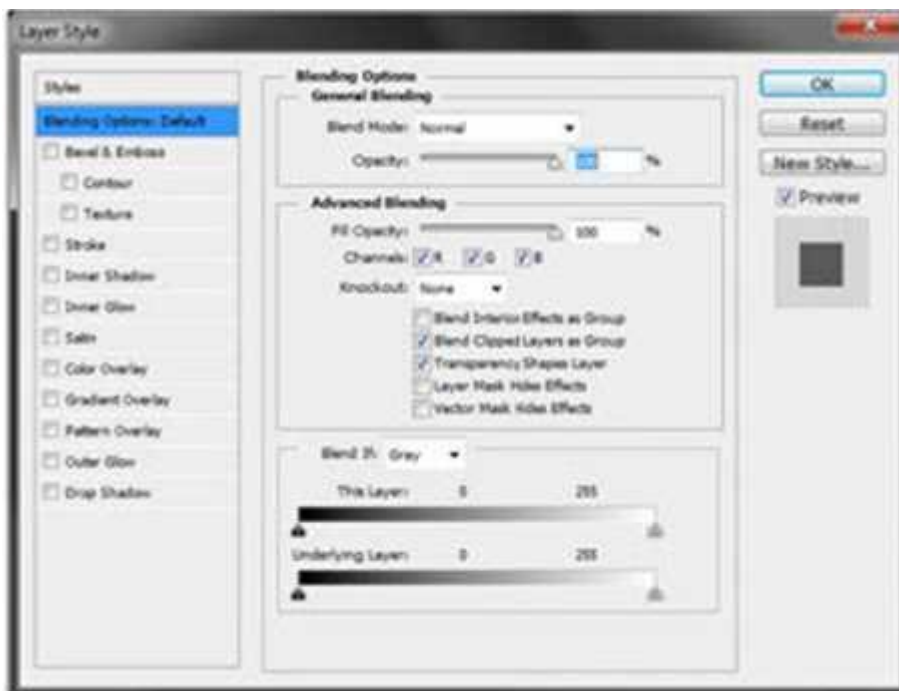 Layer Style
Styles
Blending Options: Default
Bevel & Emboss
Contour
Texture
Stroke
Inner Shadow
Inner Glow
Satin
Color Overlay
Gradient Overlay
Pattern Overlay
Outer Glow
Drop Shadow
Blending Options
General Blending
Blend Mode: Normal
Opacity: 100 %
Advanced Blending
Fill Opacity: 100 %
Channels: R G B
Knockout: None
Blend Interior Effects as Group
Blend Clipped Layers as Group
Transparency Shapes Layer
Layer Mask Hides Effects
Vector Mask Hides Effects
Blend If: Gray
This Layer: 0 255
Underlying Layer: 0 255
OK
Reset
New Style...
Preview